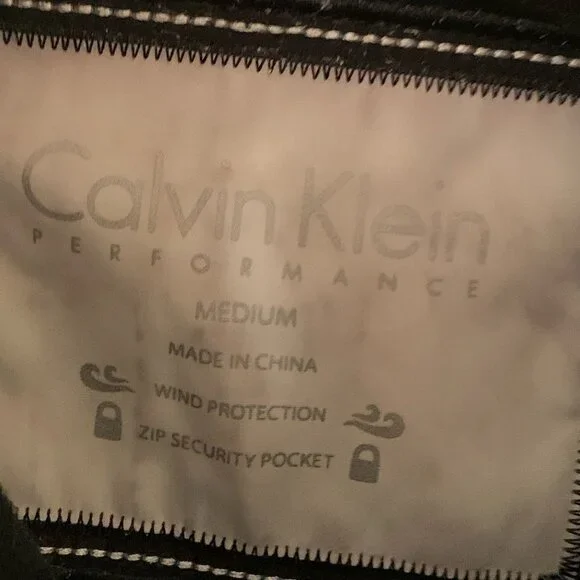 Calvin Klein
PERFORMANCE
MEDIUM
MADE IN CHINA
WIND PROTECTION
ZIP SECURITY POCKET